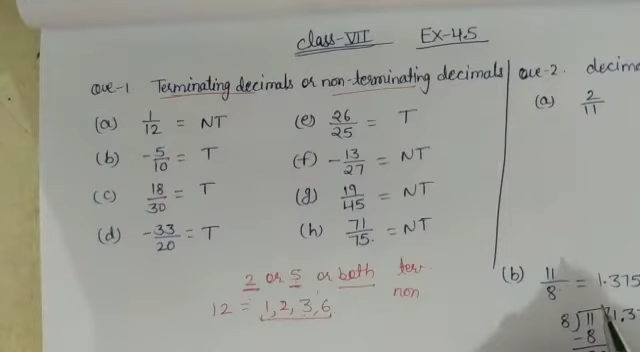 class-VII EX-4.5
que-1 Terminating decimals or non-terminating decimals
(a) 1/12 = NT
(b) -5/10 = T
(c) 18/30 = T
(d) -33/20 = T
(e) 26/25 = T
(f) -13/27 = NT
(g) 19/45 = NT
(h) 71/75 = NT
2 or 5 or both ter
12 = 1, 2, 3, 6 non
que-2. decima
(a) 2/11
(b) 11/8 = 1.375
8) 11 (1.3
-8